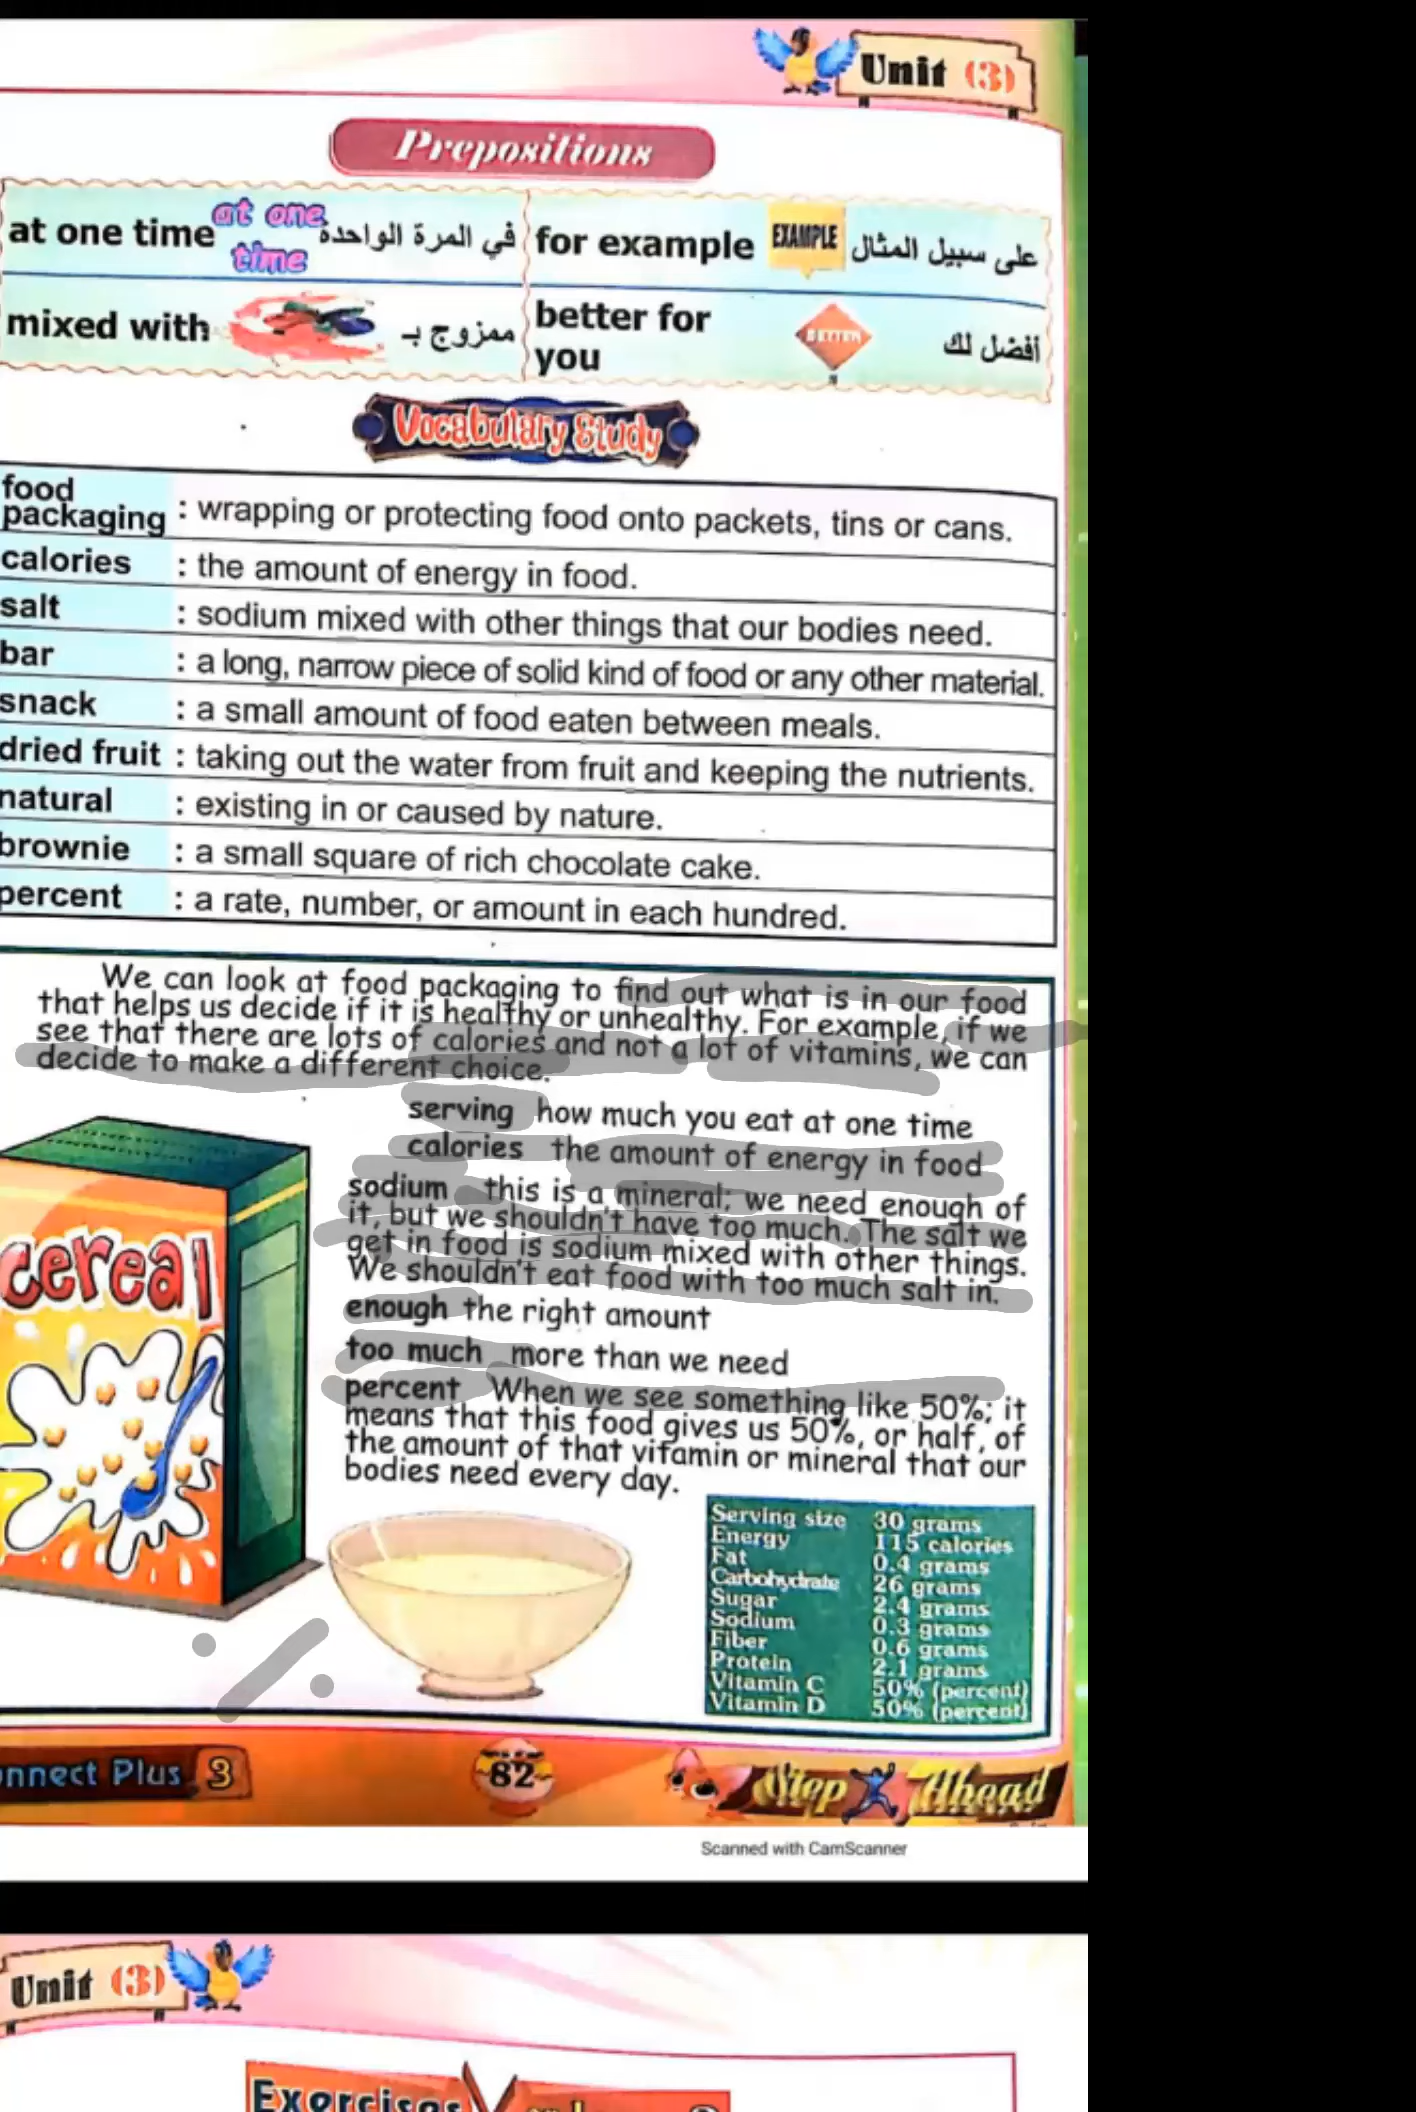 Unit (3)
Prepositions
at one time at one time في المرة الواحدة for example EXAMPLE على سبيل المثال
mixed with ممزوج بـ better for you BETTER أفضل لك
Vocabulary Study
food packaging : wrapping or protecting food onto packets, tins or cans.
calories : the amount of energy in food.
salt : sodium mixed with other things that our bodies need.
bar : a long, narrow piece of solid kind of food or any other material.
snack : a small amount of food eaten between meals.
dried fruit : taking out the water from fruit and keeping the nutrients.
natural : existing in or caused by nature.
brownie : a small square of rich chocolate cake.
percent : a rate, number, or amount in each hundred.
We can look at food packaging to find out what is in our food
that helps us decide if it is healthy or unhealthy. For example, if we
see that there are lots of calories and not a lot of vitamins, we can
decide to make a different choice.
serving how much you eat at one time
calories the amount of energy in food
sodium this is a mineral; we need enough of
it, but we shouldn't have too much. The salt we
get in food is sodium mixed with other things.
We shouldn't eat food with too much salt in.
enough the right amount
too much more than we need
percent When we see something like 50%; it
means that this food gives us 50%, or half, of
the amount of that vitamin or mineral that our
bodies need every day.
cereal
Serving size 30 grams
Energy 115 calories
Fat 0.4 grams
Carbohydrate 26 grams
Sugar 2.4 grams
Sodium 0.3 grams
Fiber 0.6 grams
Protein 2.1 grams
Vitamin C 50% (percent)
Vitamin D 50% (percent)
%
nnect Plus 3
82
Step Ahead
Scanned with CamScanner
Unit (3)
Exercises